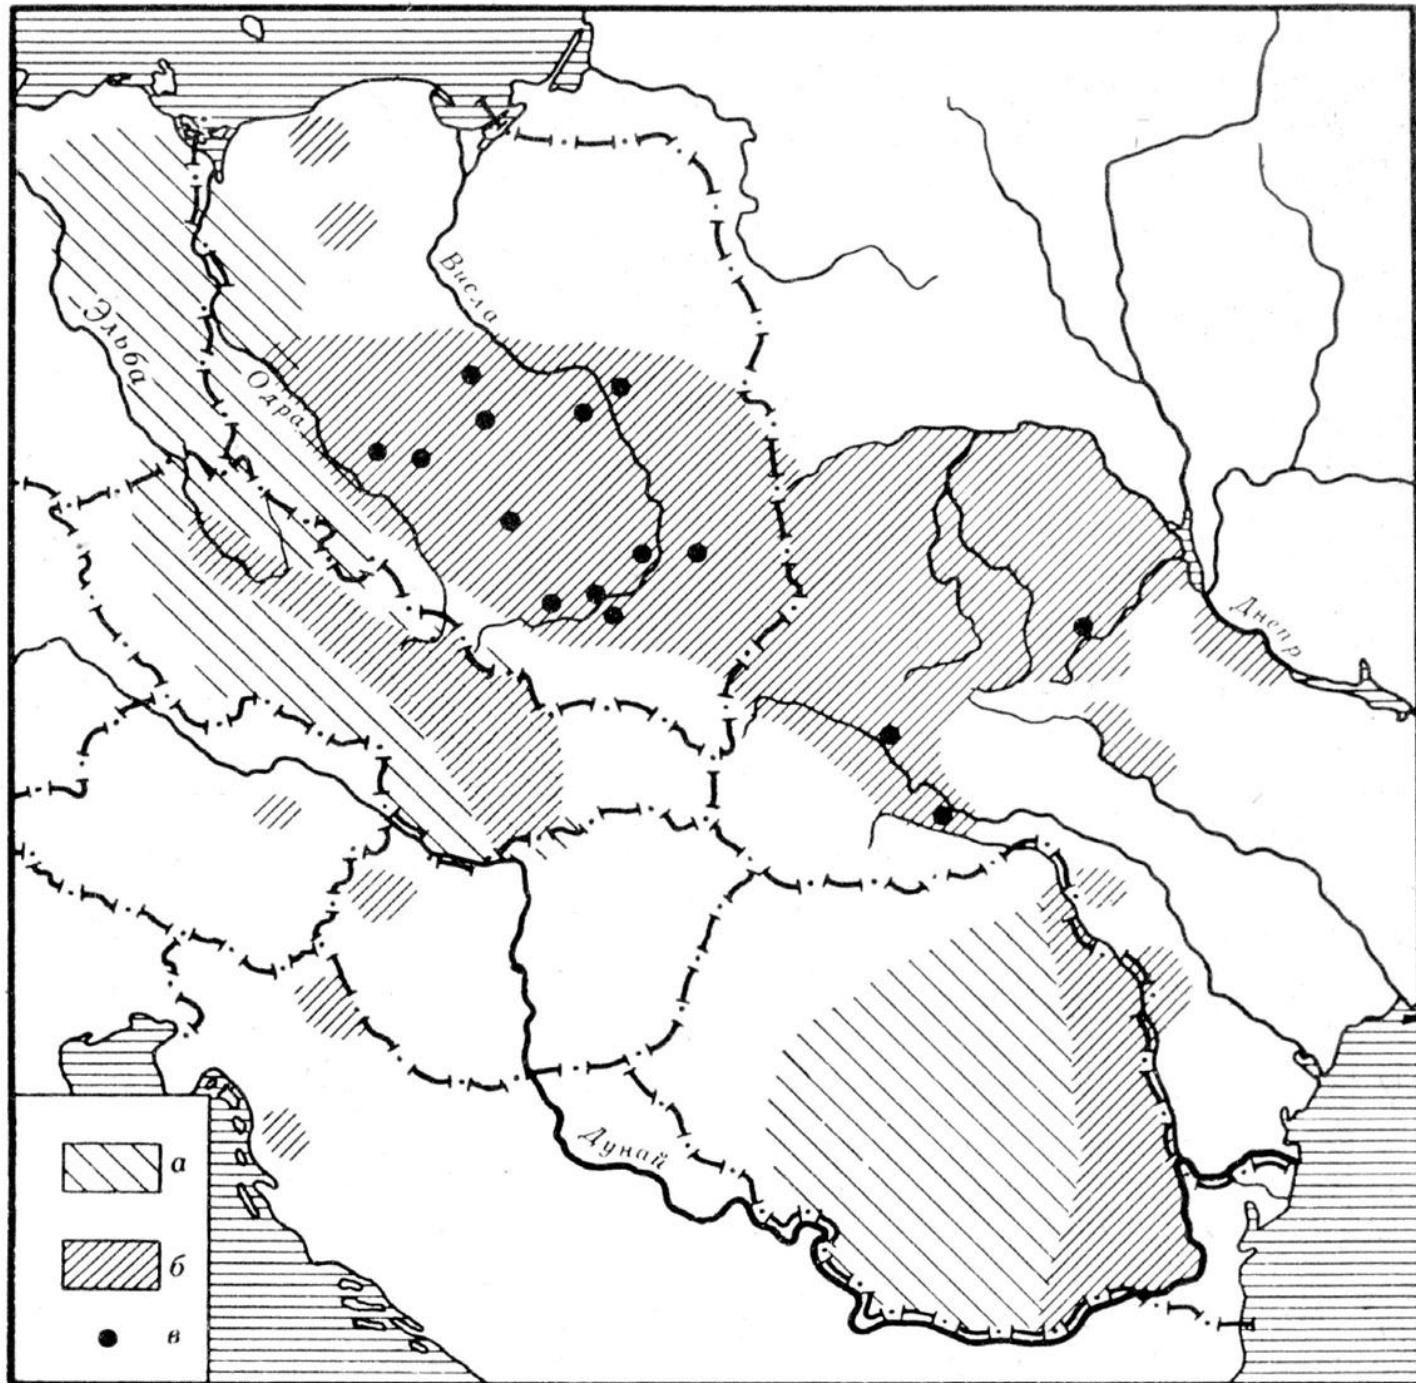 Висла
Эльба
Одра
Днепр
Дунай
а
б
в